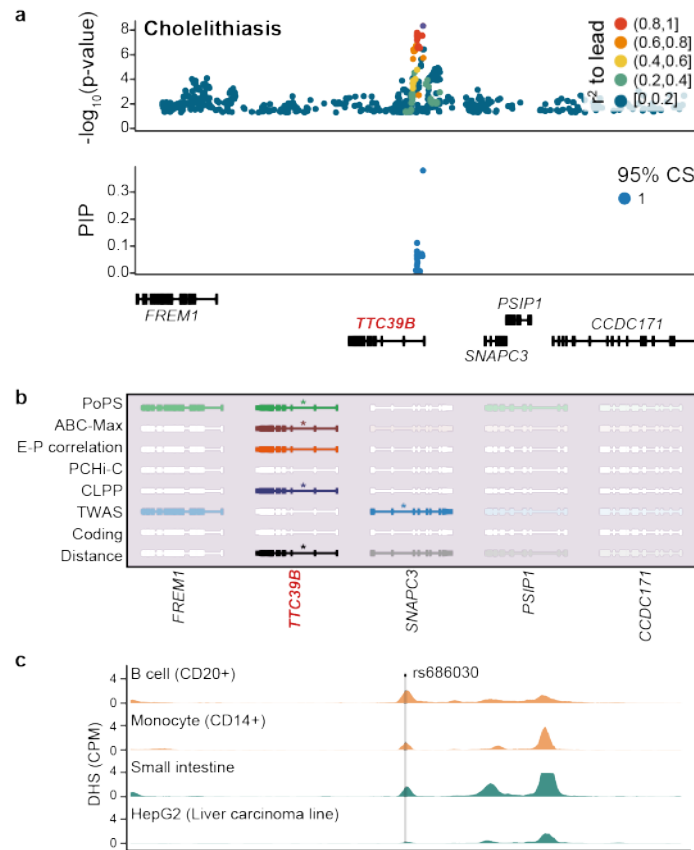 a
Cholelithiasis
-log10(p-value)
8
6
4
2
0
r² to lead
(0.8,1]
(0.6,0.8]
(0.4,0.6]
(0.2,0.4]
[0,0.2]
PIP
0.3
0.2
0.1
0.0
95% CS
1
FREM1
TTC39B
PSIP1
SNAPC3
CCDC171
b
PoPS
ABC-Max
E-P correlation
PCHi-C
CLPP
TWAS
Coding
Distance
* 
*
*
*
*
FREM1
TTC39B
SNAPC3
PSIP1
CCDC171
c
DHS (CPM)
rs686030
4
B cell (CD20+)
0
4
Monocyte (CD14+)
0
4
Small intestine
0
4
HepG2 (Liver carcinoma line)
0